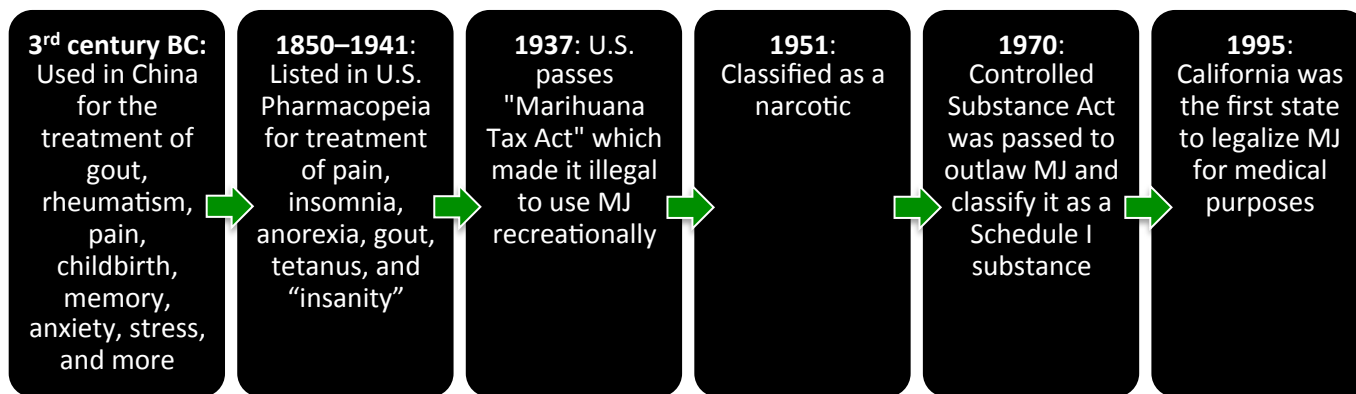 3rd century BC:
Used in China
for the
treatment of
gout,
rheumatism,
pain,
childbirth,
memory,
anxiety, stress,
and more
1850–1941:
Listed in U.S.
Pharmacopeia
for treatment
of pain,
insomnia,
anorexia, gout,
tetanus, and
“insanity”
1937: U.S.
passes
"Marihuana
Tax Act" which
made it illegal
to use MJ
recreationally
1951:
Classified as a
narcotic
1970:
Controlled
Substance Act
was passed to
outlaw MJ and
classify it as a
Schedule I
substance
1995:
California was
the first state
to legalize MJ
for medical
purposes